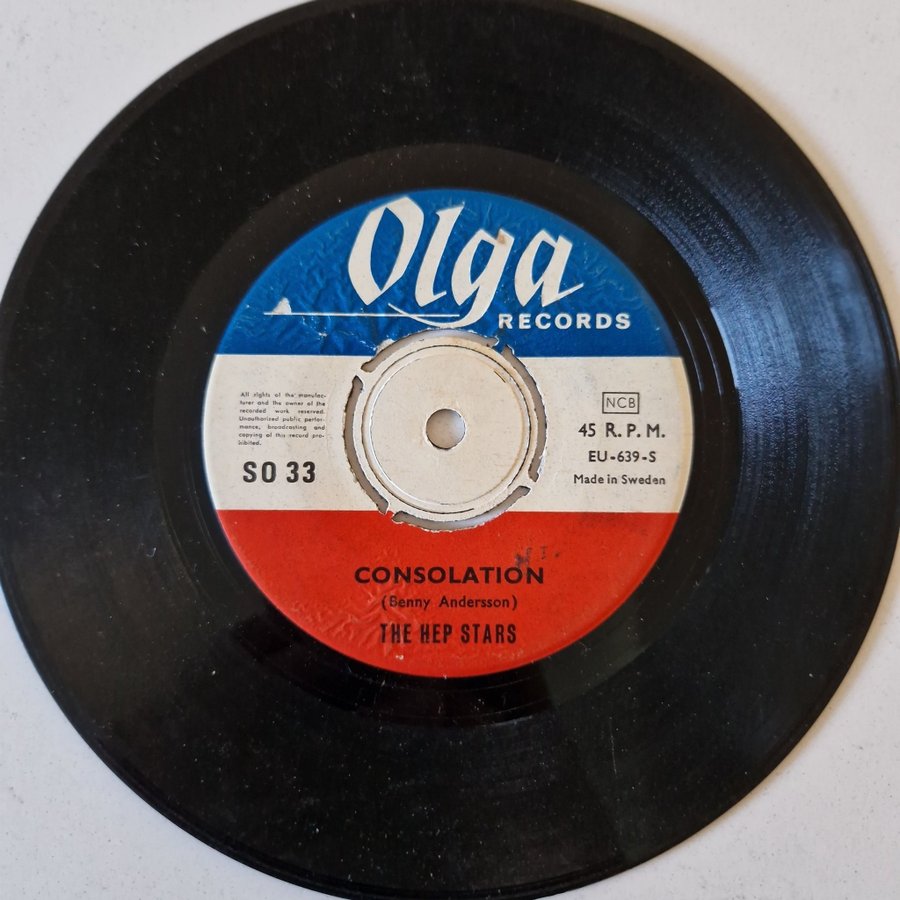 Olga
RECORDS
All rights of the manufac-
turer and the owner of the
recorded work reserved.
Unauthorized public perfor-
mance, broadcasting and
copying of this record pro-
hibited.
SO 33
NCB
45 R. P. M.
EU-639-S
Made in Sweden
CONSOLATION
(Benny Andersson)
THE HEP STARS